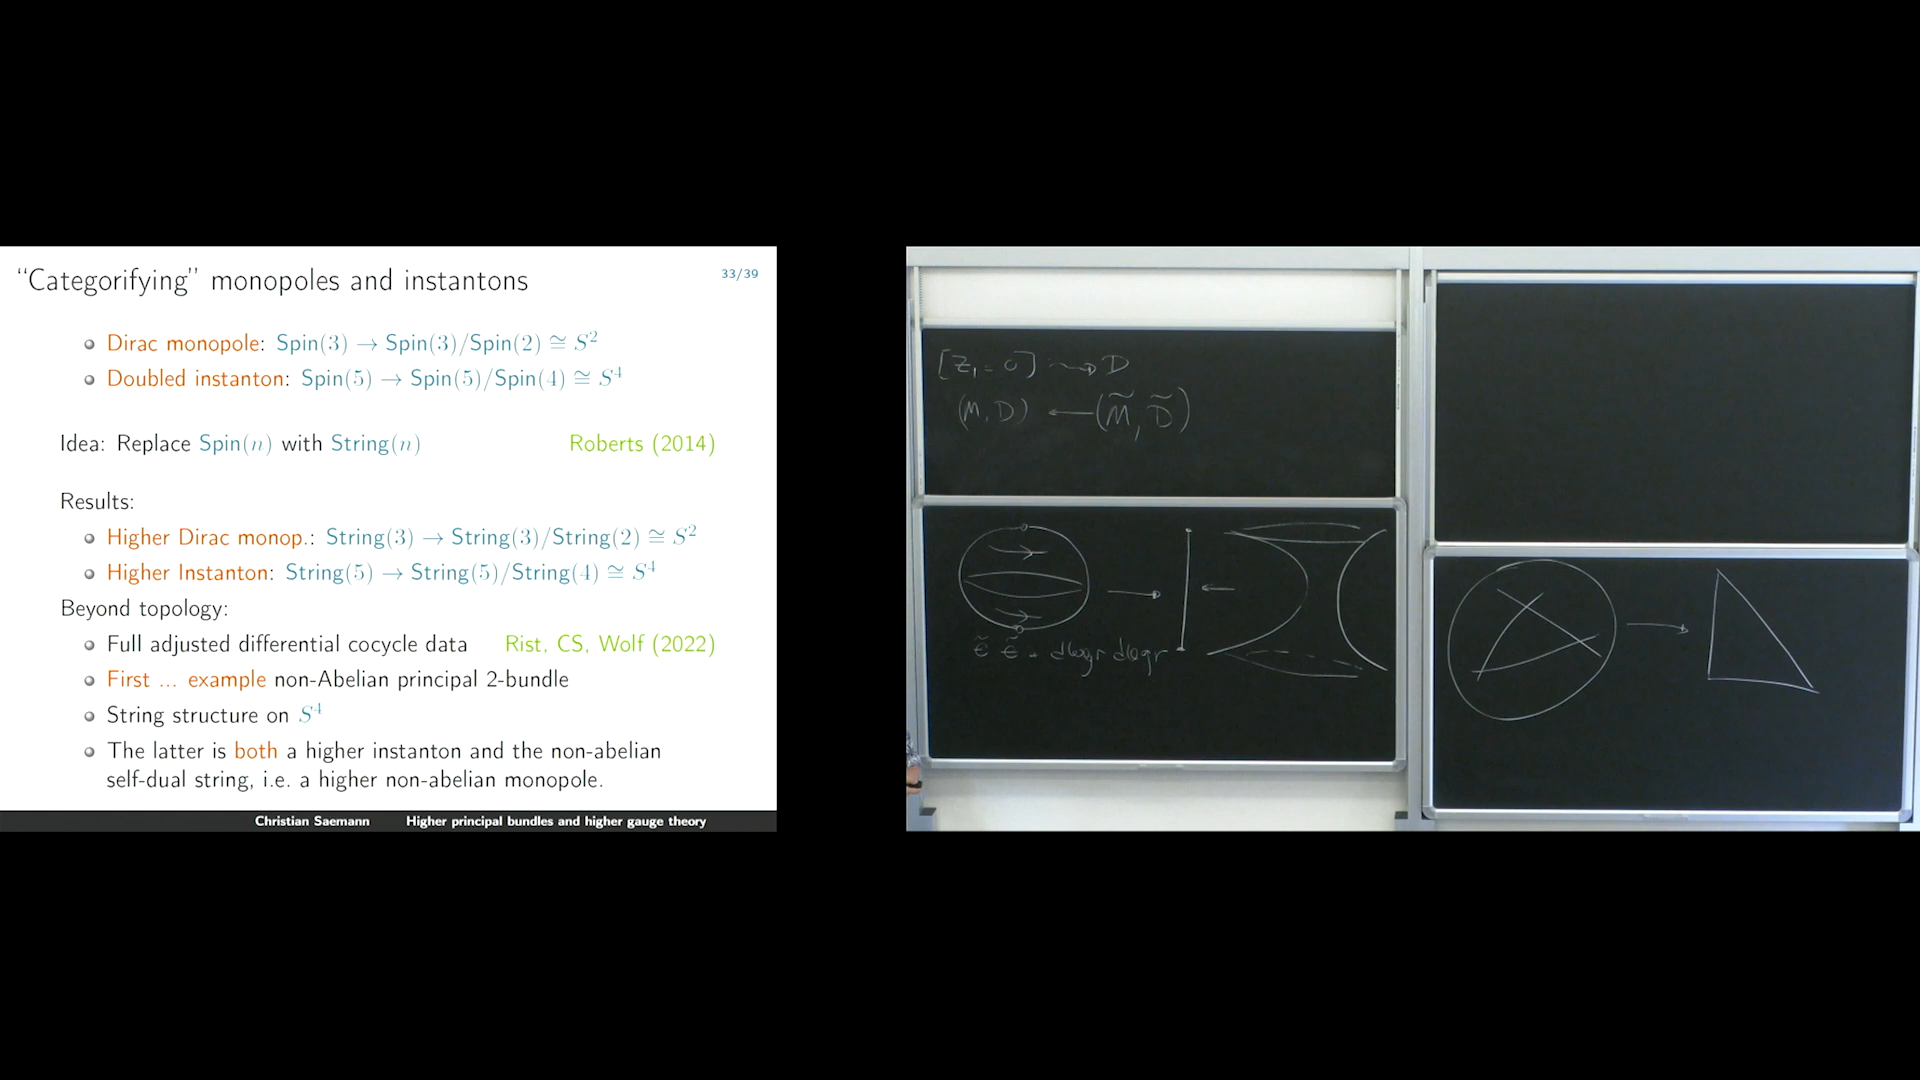 “Categorifying” monopoles and instantons 33/39
Dirac monopole: Spin(3) → Spin(3)/Spin(2) ≅ S²
Doubled instanton: Spin(5) → Spin(5)/Spin(4) ≅ S⁴
Idea: Replace Spin(n) with String(n) Roberts (2014)
Results:
Higher Dirac monop.: String(3) → String(3)/String(2) ≅ S²
Higher Instanton: String(5) → String(5)/String(4) ≅ S⁴
Beyond topology:
Full adjusted differential cocycle data Rist, CS, Wolf (2022)
First ... example non-Abelian principal 2-bundle
String structure on S⁴
The latter is both a higher instanton and the non-abelian
self-dual string, i.e. a higher non-abelian monopole.
Christian Saemann Higher principal bundles and higher gauge theory
[Z₁ = 0] ⇝ D
(M, D) ← (M̃, D̃)
dlogr dlogr